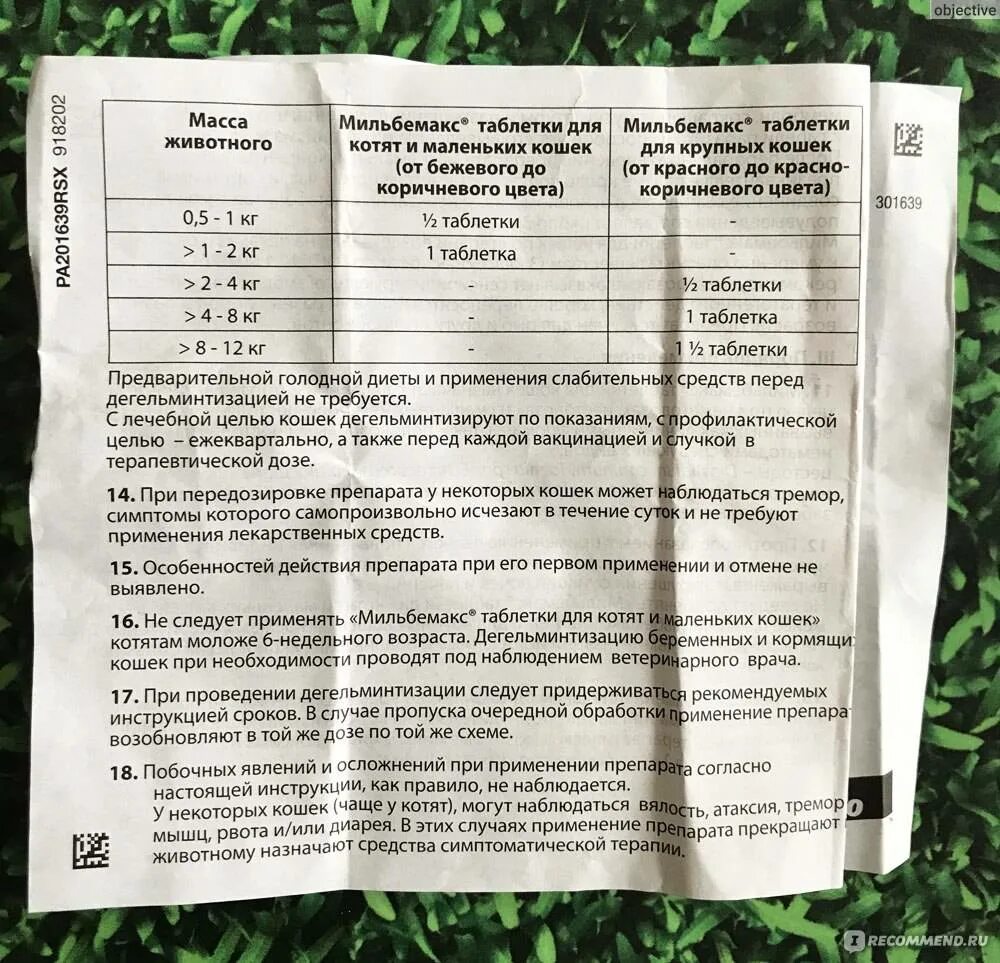 objective
PA201639RSX 918202
301639
Масса животного
Мильбемакс® таблетки для котят и маленьких кошек (от бежевого до коричневого цвета)
Мильбемакс® таблетки для крупных кошек (от красного до красно-коричневого цвета)
0,5 - 1 кг ½ таблетки -
> 1 - 2 кг 1 таблетка -
> 2 - 4 кг - ½ таблетки
> 4 - 8 кг - 1 таблетка
> 8 - 12 кг - 1 ½ таблетки
Предварительной голодной диеты и применения слабительных средств перед
дегельминтизацией не требуется.
С лечебной целью кошек дегельминтизируют по показаниям, с профилактической
целью – ежеквартально, а также перед каждой вакцинацией и случкой в
терапевтической дозе.
14. При передозировке препарата у некоторых кошек может наблюдаться тремор,
симптомы которого самопроизвольно исчезают в течение суток и не требуют
применения лекарственных средств.
15. Особенностей действия препарата при его первом применении и отмене не
выявлено.
16. Не следует применять «Мильбемакс® таблетки для котят и маленьких кошек»
котятам моложе 6-недельного возраста. Дегельминтизацию беременных и кормящи
кошек при необходимости проводят под наблюдением ветеринарного врача.
17. При проведении дегельминтизации следует придерживаться рекомендуемых
инструкцией сроков. В случае пропуска очередной обработки применение препара
возобновляют в той же дозе по той же схеме.
18. Побочных явлений и осложнений при применении препарата согласно
настоящей инструкции, как правило, не наблюдается.
У некоторых кошек (чаще у котят), могут наблюдаться вялость, атаксия, тремор
мышц, рвота и/или диарея. В этих случаях применение препарата прекращают
животному назначают средства симптоматической терапии.
RECOMMEND.RU